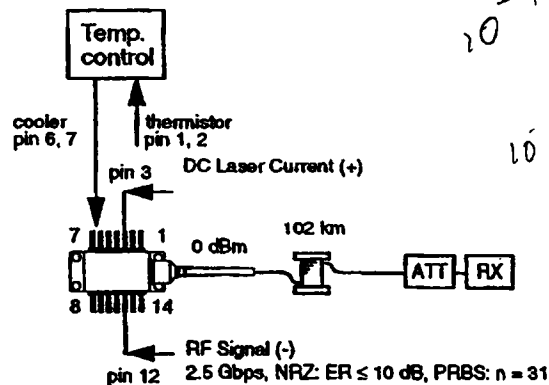 Temp.
control
20
cooler
pin 6, 7
thermistor
pin 1, 2
10
pin 3
DC Laser Current (+)
7
1
0 dBm
102 km
ATT
RX
8
14
RF Signal (-)
pin 12
2.5 Gbps, NRZ: ER ≤ 10 dB, PRBS: n = 31